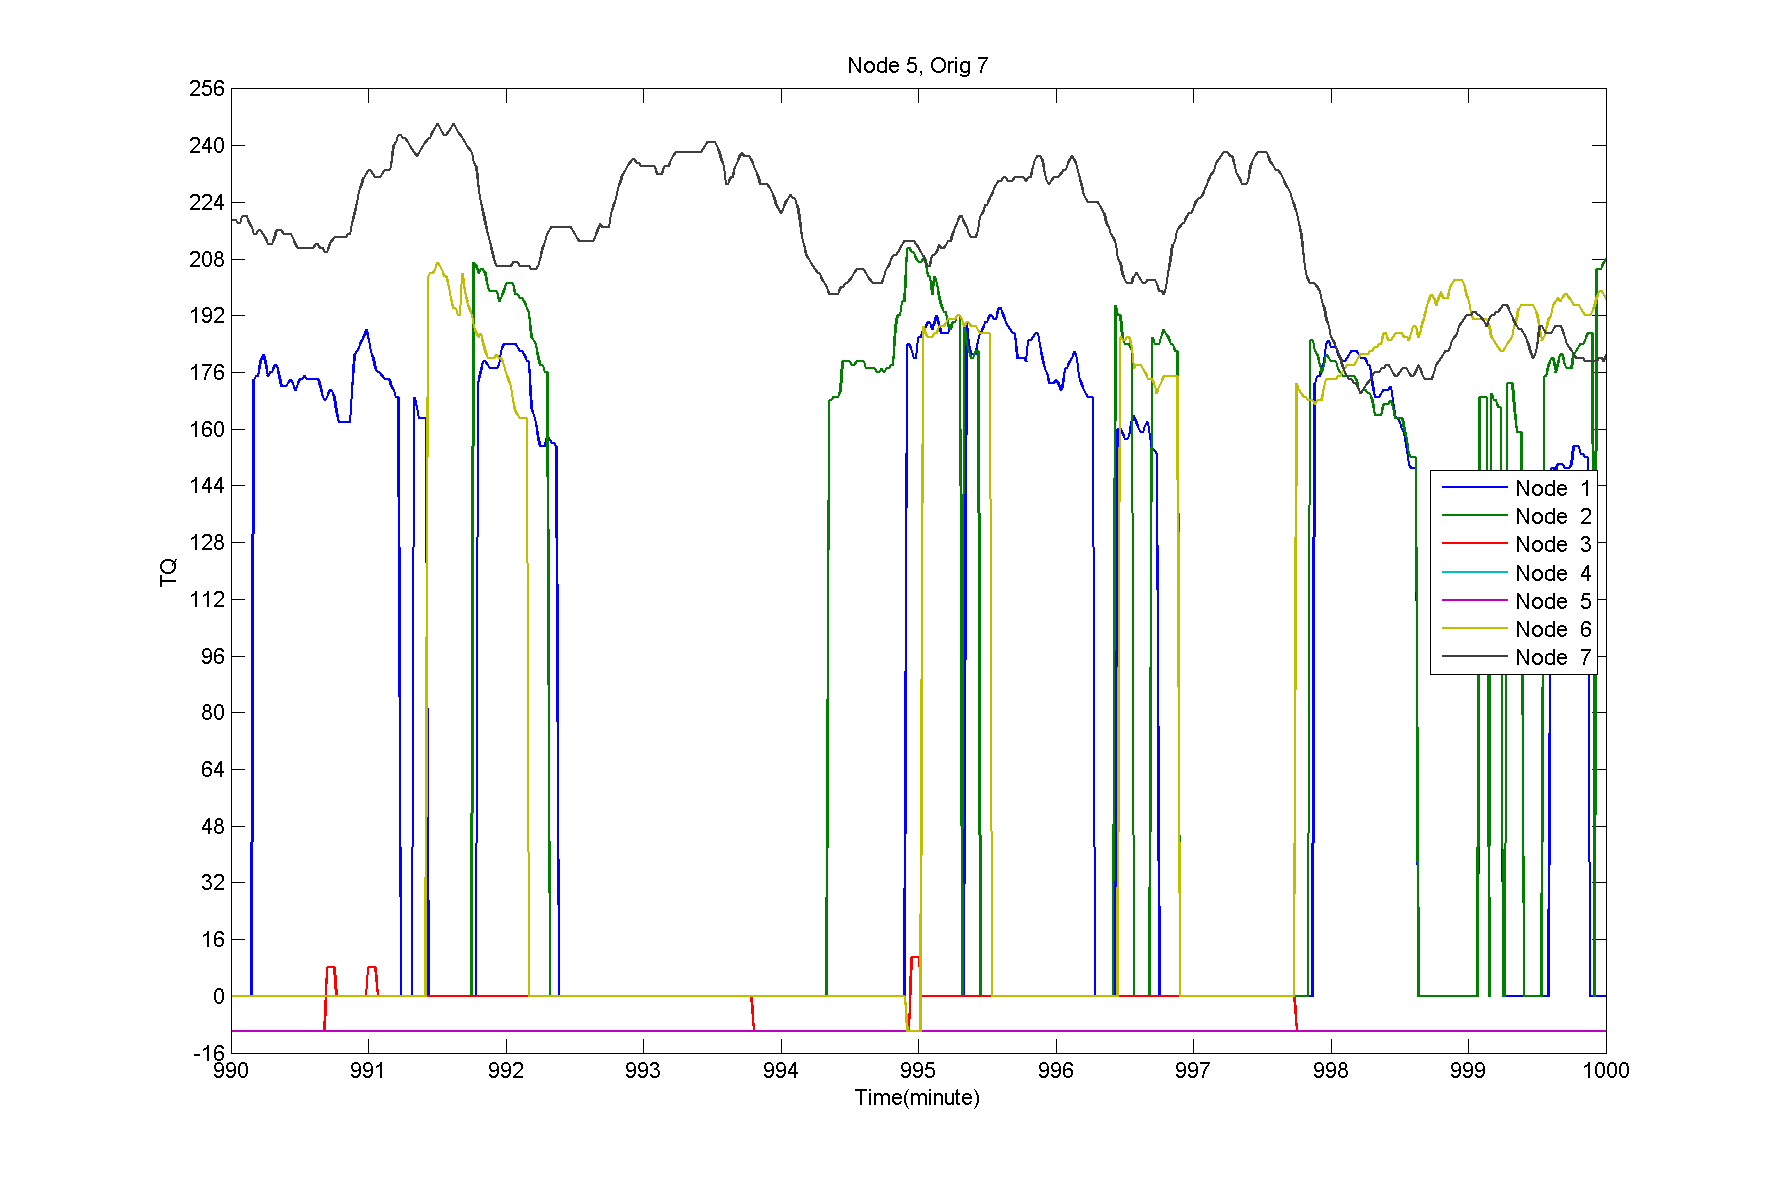 Node 5, Orig 7
256
240
224
208
192
176
160
144
128
112
96
80
64
48
32
16
0
-16
TQ
990 991 992 993 994 995 996 997 998 999 1000
Time(minute)
Node 1
Node 2
Node 3
Node 4
Node 5
Node 6
Node 7